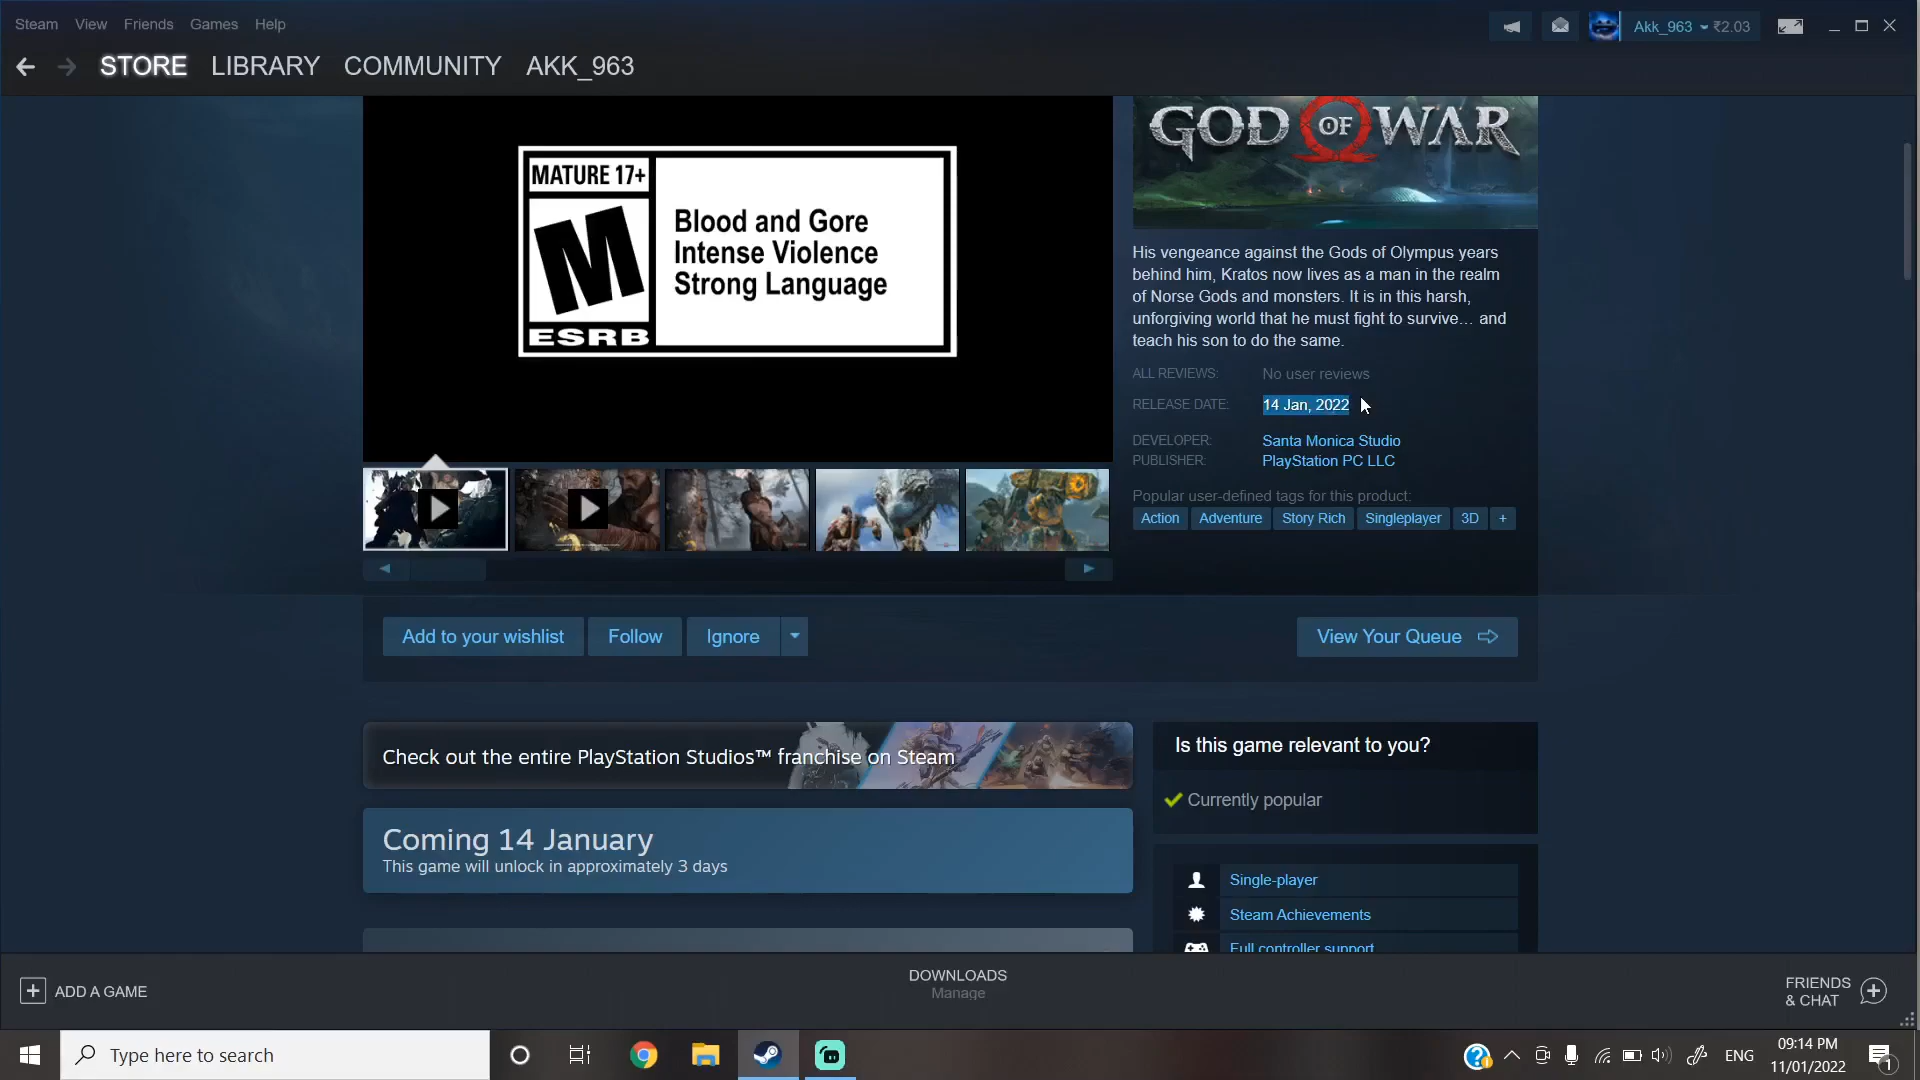 Steam View Friends Games Help
Akk_963 ₹2.03
STORE LIBRARY COMMUNITY AKK_963
MATURE 17+
M
ESRB
Blood and Gore
Intense Violence
Strong Language
GOD OF WAR
His vengeance against the Gods of Olympus years
behind him, Kratos now lives as a man in the realm
of Norse Gods and monsters. It is in this harsh,
unforgiving world that he must fight to survive… and
teach his son to do the same.
ALL REVIEWS: No user reviews
RELEASE DATE: 14 Jan, 2022
DEVELOPER: Santa Monica Studio
PUBLISHER: PlayStation PC LLC
Popular user-defined tags for this product:
Action Adventure Story Rich Singleplayer 3D +
Add to your wishlist Follow Ignore View Your Queue
Check out the entire PlayStation Studios™ franchise on Steam
Is this game relevant to you?
Currently popular
Coming 14 January
This game will unlock in approximately 3 days
Single-player
Steam Achievements
Full controller support
ADD A GAME
DOWNLOADS
Manage
FRIENDS
& CHAT
Type here to search
ENG
09:14 PM
11/01/2022
1